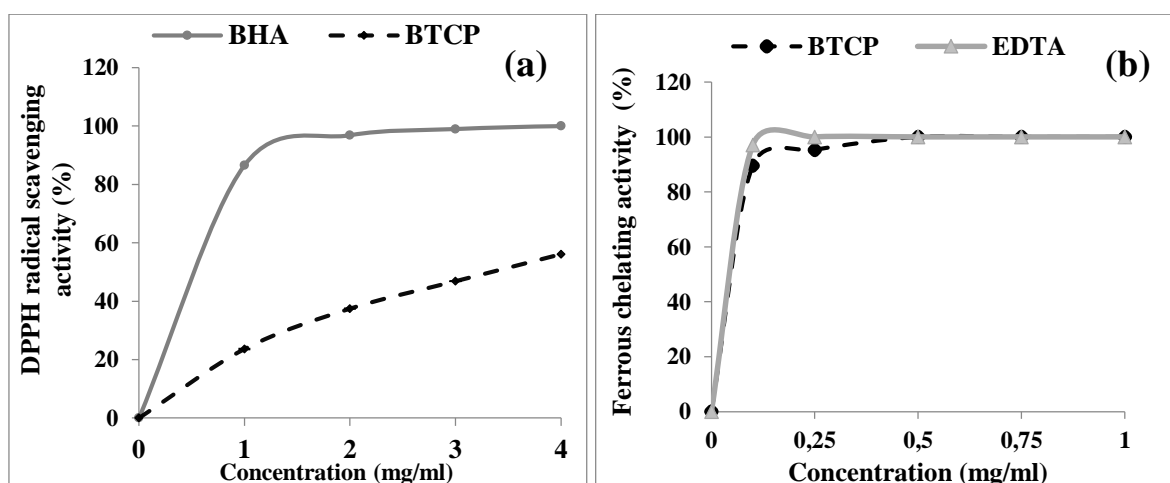 BHA BTCP
(a)
DPPH radical scavenging
activity (%)
120
100
80
60
40
20
0
0 1 2 3 4
Concentration (mg/ml)
BTCP EDTA
(b)
Ferrous chelating activity (%)
120
100
80
60
40
20
0
0 0,25 0,5 0,75 1
Concentration (mg/ml)